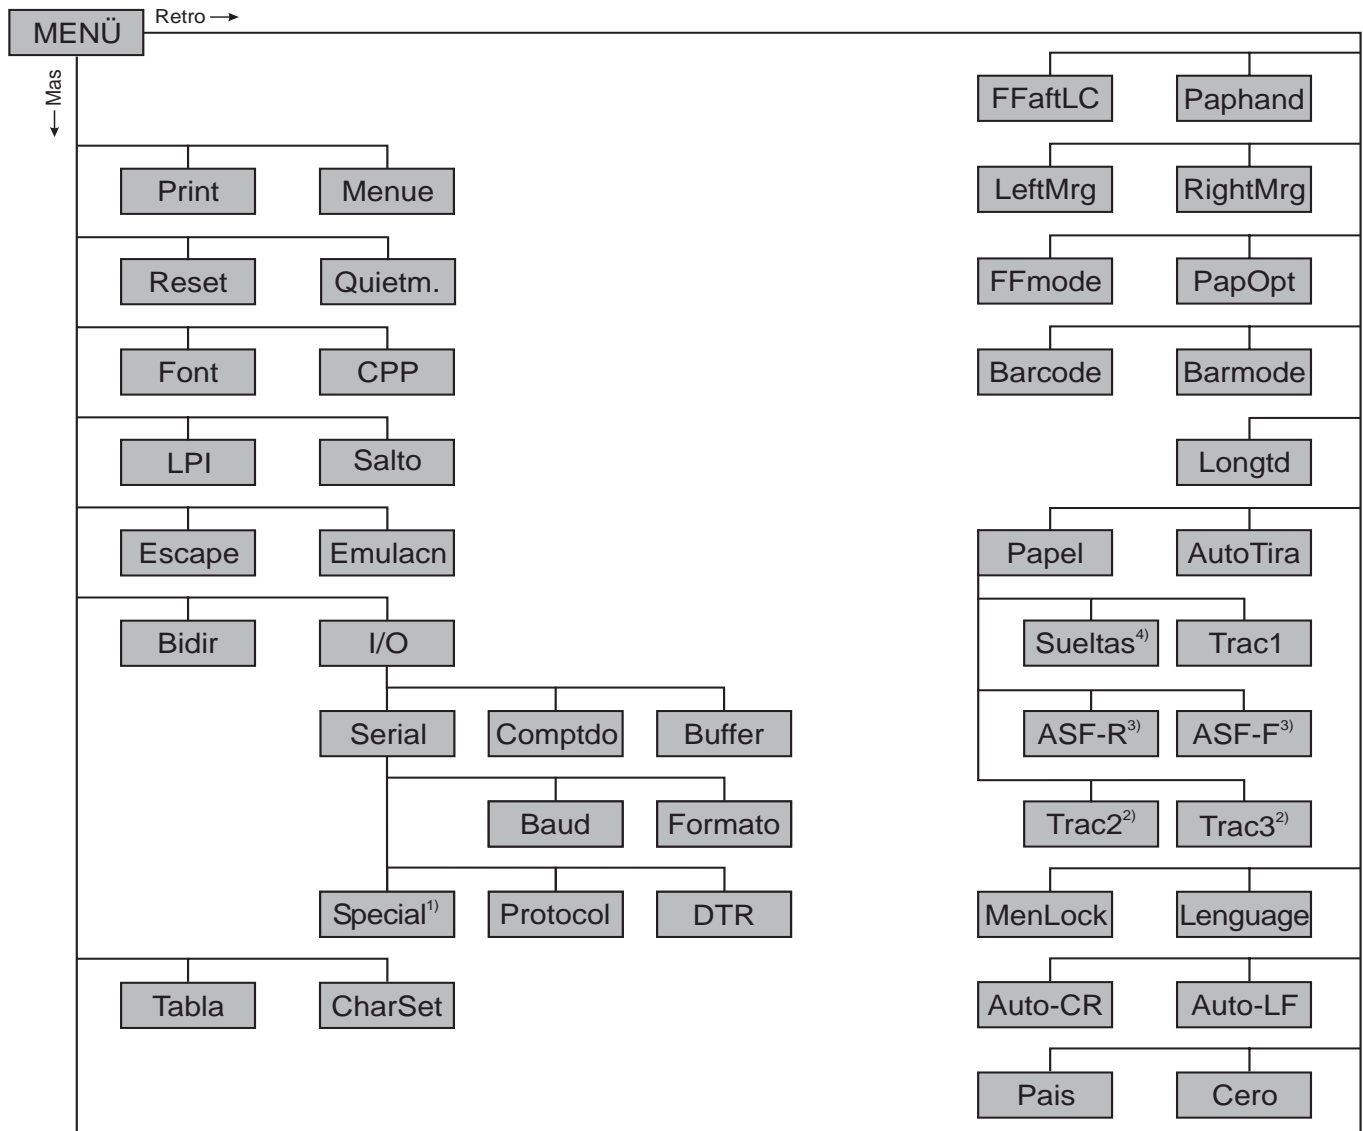 MENÜ
Retro →
← Mas
Print Menue
Reset Quietm.
Font CPP
LPI Salto
Escape Emulacn
Bidir I/O
Serial Comptdo Buffer
Baud Formato
Special1) Protocol DTR
Tabla CharSet
FFaftLC Paphand
LeftMrg RightMrg
FFmode PapOpt
Barcode Barmode
Longtd
Papel AutoTira
Sueltas4) Trac1
ASF-R3) ASF-F3)
Trac22) Trac32)
MenLock Lenguage
Auto-CR Auto-LF
Pais Cero